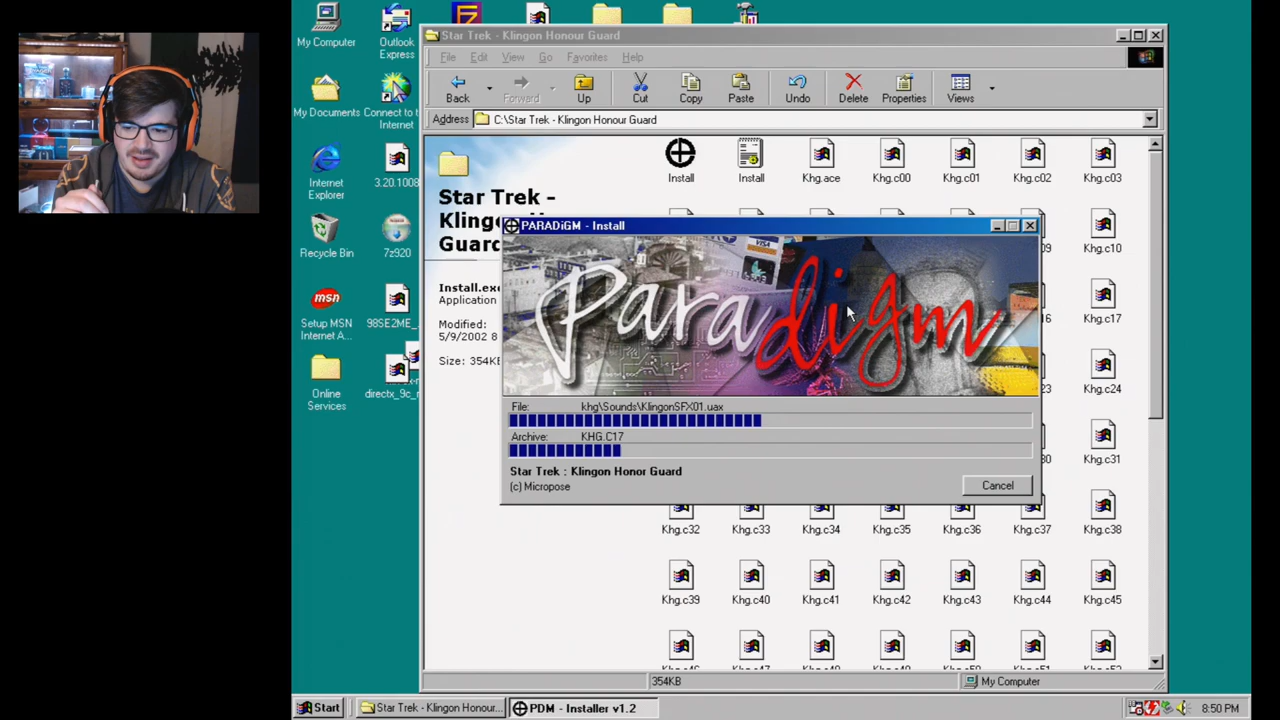 My Computer
Outlook
Express
My Documents
Connect to t
Internet
Internet
Explorer
3.20.1008
Recycle Bin
7z920
msn
Setup MSN
Internet A...
98SE2ME_
Online
Services
directx_9c_r
Star Trek - Klingon Honour Guard
File Edit View Go Favorites Help
Back Forward Up Cut Copy Paste Undo Delete Properties Views
Address C:\Star Trek - Klingon Honour Guard
Install Install Khg.ace Khg.c00 Khg.c01 Khg.c02 Khg.c03
Star Trek -
Guard
Install.exe
Application
Modified:
5/9/2002 8
Size: 354KB
09 Khg.c10
16 Khg.c17
Khg.c24
30 Khg.c31
PARADiGM - Install
VISA
Paradigm
File: khg\Sounds\KlingonSFX01.uax
Archive: KHG.C17
Star Trek : Klingon Honor Guard
(c) Micropose
Cancel
Khg.c32 Khg.c33 Khg.c34 Khg.c35 Khg.c36 Khg.c37 Khg.c38
Khg.c39 Khg.c40 Khg.c41 Khg.c42 Khg.c43 Khg.c44 Khg.c45
354KB
My Computer
Start
Star Trek - Klingon Honour...
PDM - Installer v1.2
8:50 PM